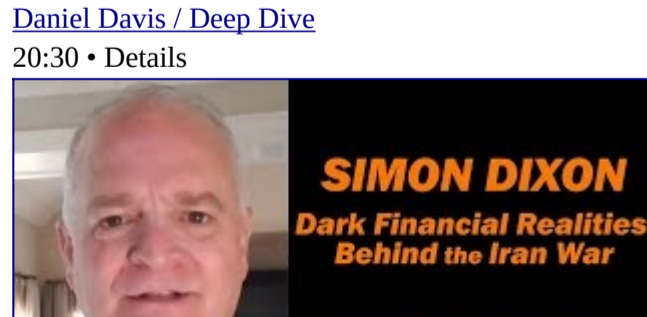 Daniel Davis / Deep Dive
20:30 • Details
SIMON DIXON
Dark Financial Realities
Behind the Iran War